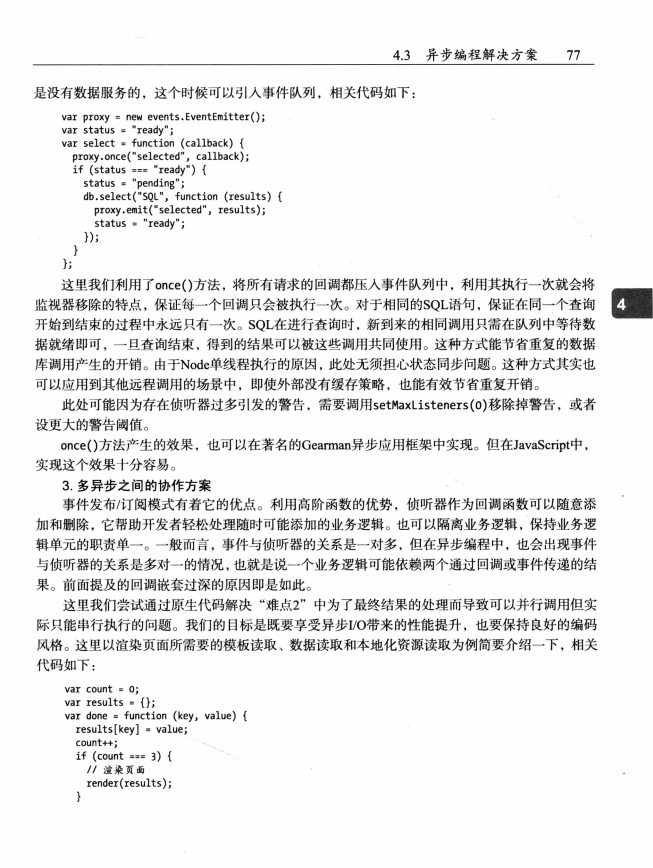 4.3 异步编程解决方案 77
是没有数据服务的，这个时候可以引入事件队列，相关代码如下：
var proxy = new events.EventEmitter();
var status = "ready";
var select = function (callback) {
proxy.once("selected", callback);
if (status === "ready") {
status = "pending";
db.select("SQL", function (results) {
proxy.emit("selected", results);
status = "ready";
});
}
};
这里我们利用了once()方法，将所有请求的回调都压入事件队列中，利用其执行一次就会将
监视器移除的特点，保证每一个回调只会被执行一次。对于相同的SQL语句，保证在同一个查询
4
开始到结束的过程中永远只有一次。SQL在进行查询时，新到来的相同调用只需在队列中等待数
据就绪即可，一旦查询结束，得到的结果可以被这些调用共同使用。这种方式能节省重复的数据
库调用产生的开销。由于Node单线程执行的原因，此处无须担心状态同步问题。这种方式其实也
可以应用到其他远程调用的场景中，即使外部没有缓存策略，也能有效节省重复开销。
此处可能因为存在侦听器过多引发的警告，需要调用setMaxListeners(0)移除掉警告，或者
设更大的警告阈值。
once()方法产生的效果，也可以在著名的Gearman异步应用框架中实现。但在JavaScript中，
实现这个效果十分容易。
3. 多异步之间的协作方案
事件发布/订阅模式有着它的优点。利用高阶函数的优势，侦听器作为回调函数可以随意添
加和删除，它帮助开发者轻松处理随时可能添加的业务逻辑。也可以隔离业务逻辑，保持业务逻
辑单元的职责单一。一般而言，事件与侦听器的关系是一对多，但在异步编程中，也会出现事件
与侦听器的关系是多对一的情况，也就是说一个业务逻辑可能依赖两个通过回调或事件传递的结
果。前面提及的回调嵌套过深的原因即是如此。
这里我们尝试通过原生代码解决“难点2”中为了最终结果的处理而导致可以并行调用但实
际只能串行执行的问题。我们的目标是既要享受异步I/O带来的性能提升，也要保持良好的编码
风格。这里以渲染页面所需要的模板读取、数据读取和本地化资源读取为例简要介绍一下，相关
代码如下：
var count = 0;
var results = {};
var done = function (key, value) {
results[key] = value;
count++;
if (count === 3) {
// 渲染页面
render(results);
}